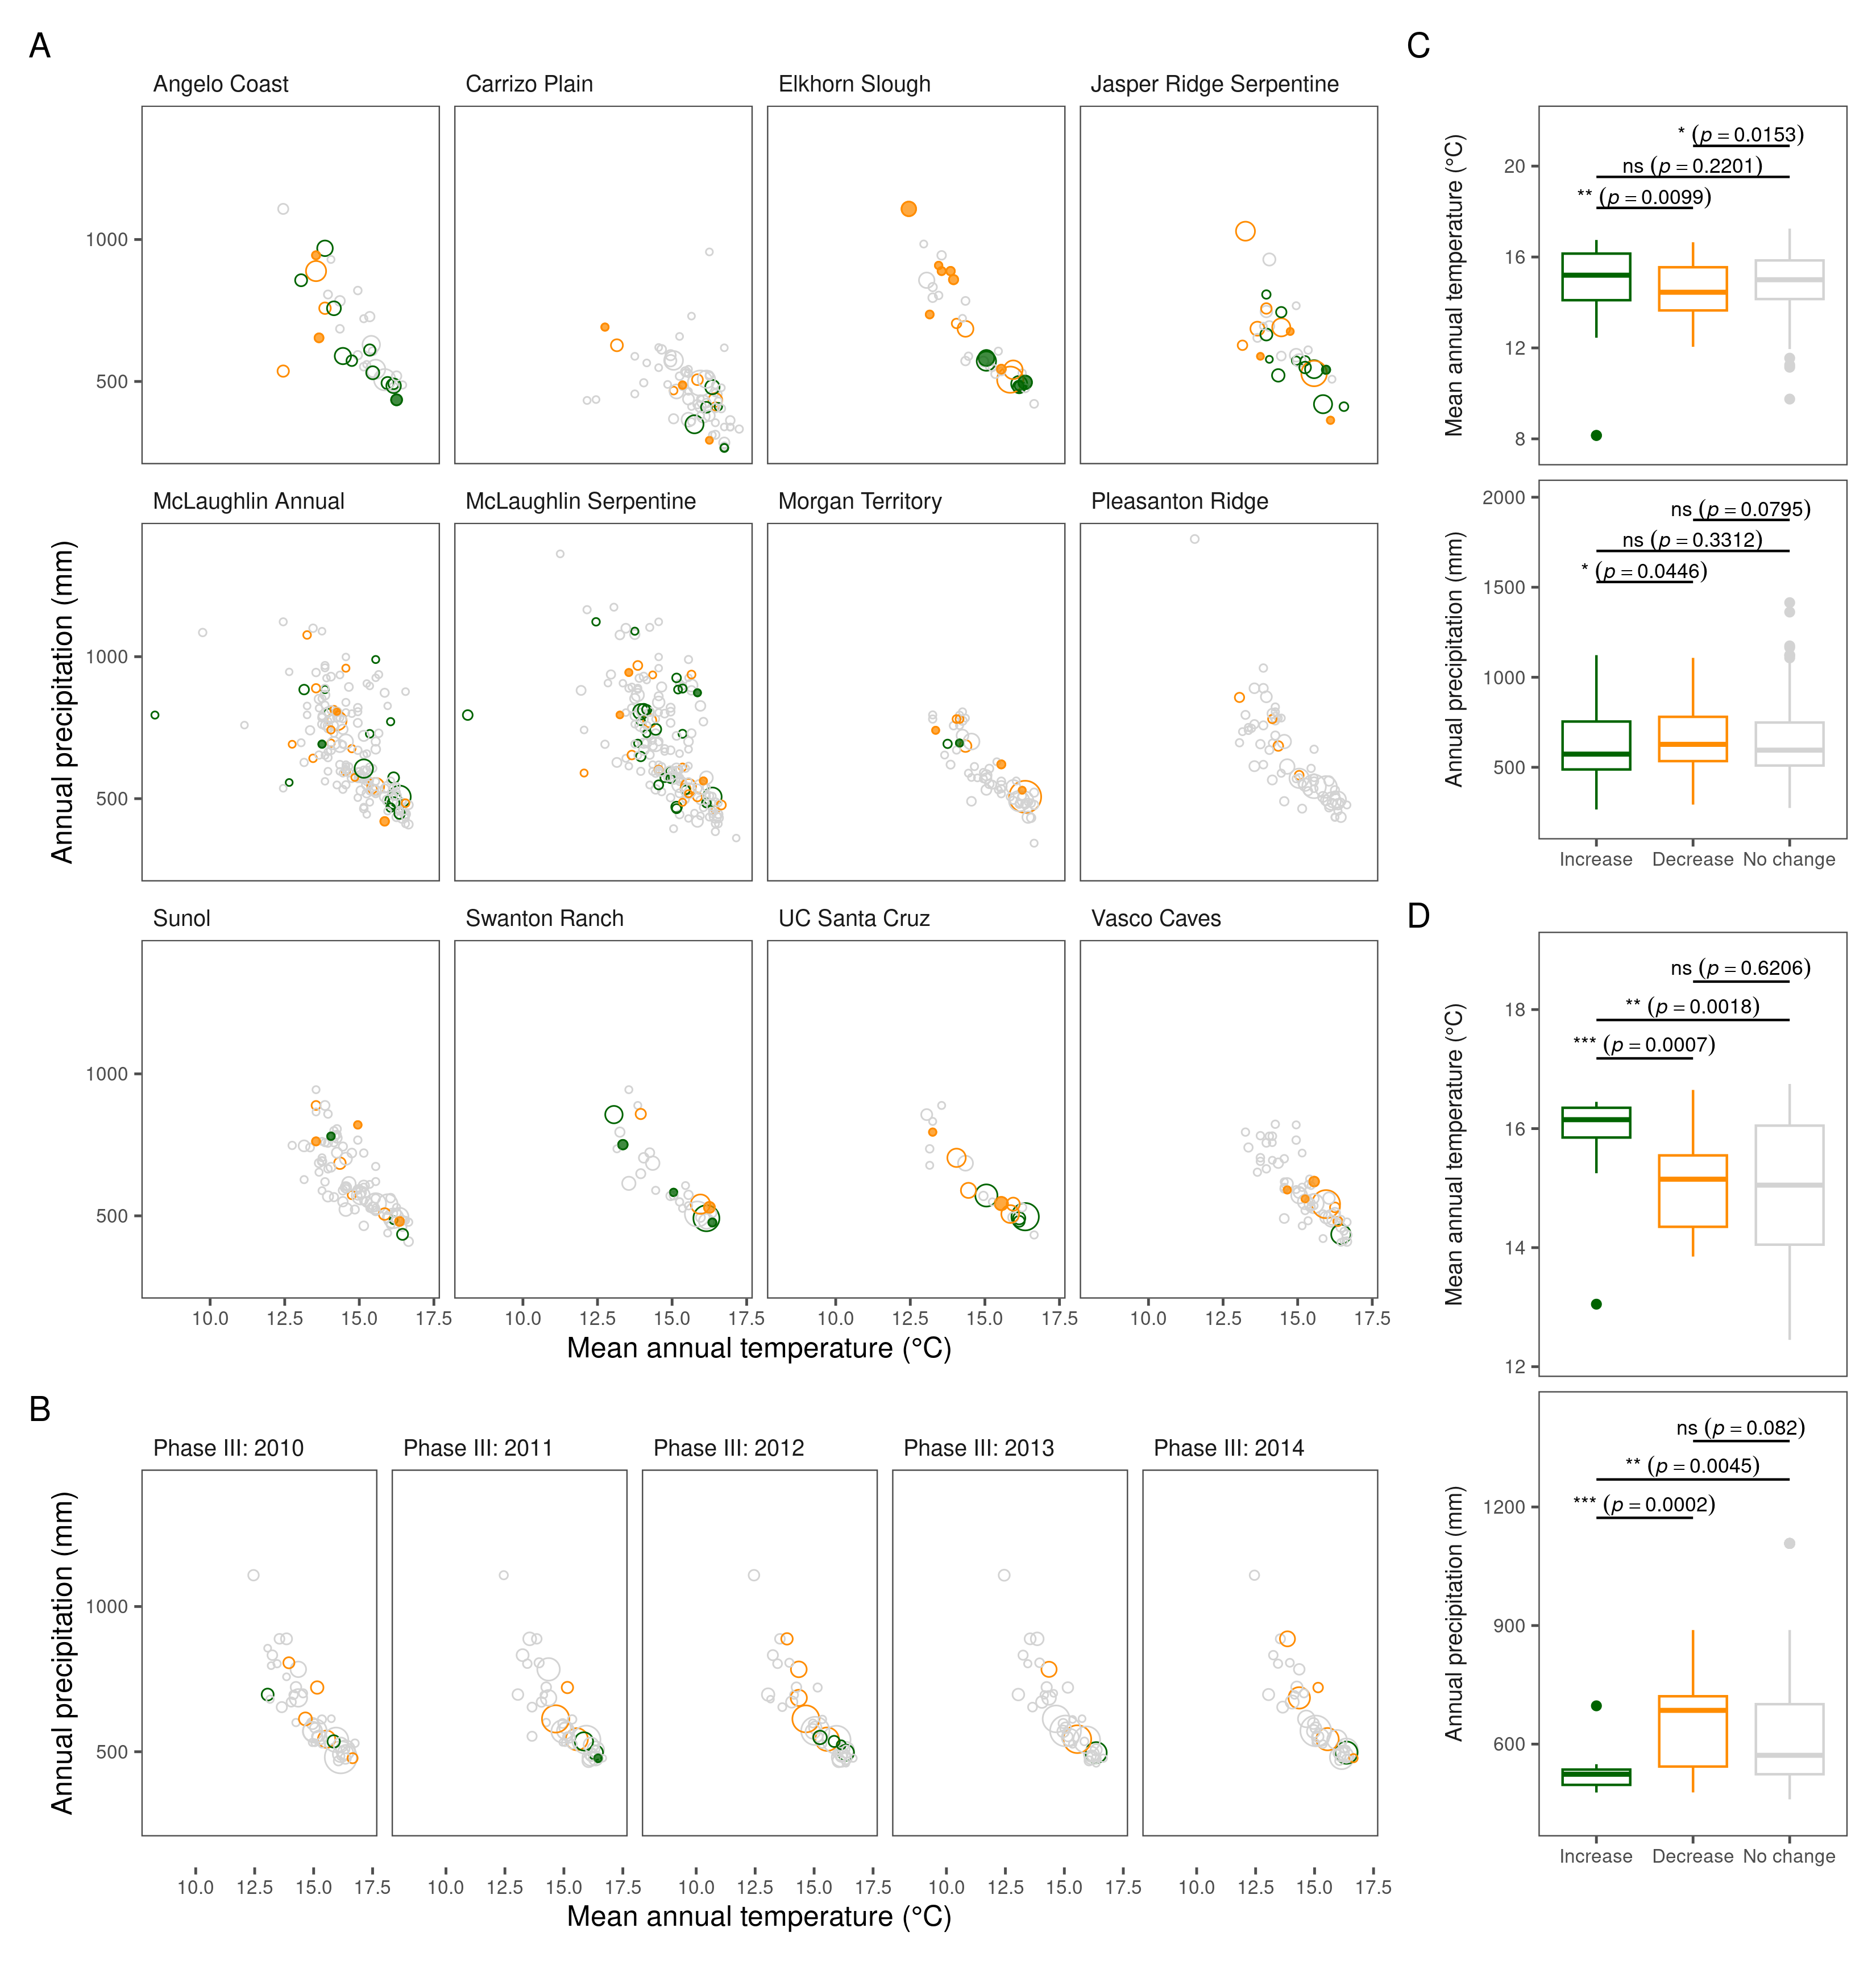 A
Angelo Coast
Carrizo Plain
Elkhorn Slough
Jasper Ridge Serpentine
1000
500
McLaughlin Annual
McLaughlin Serpentine
Morgan Territory
Pleasanton Ridge
1000
500
Annual precipitation (mm)
Sunol
Swanton Ranch
UC Santa Cruz
Vasco Caves
1000
500
10.0 12.5 15.0 17.5
10.0 12.5 15.0 17.5
10.0 12.5 15.0 17.5
10.0 12.5 15.0 17.5
Mean annual temperature (°C)
B
Phase III: 2010
Phase III: 2011
Phase III: 2012
Phase III: 2013
Phase III: 2014
Annual precipitation (mm)
1000
500
10.0 12.5 15.0 17.5
10.0 12.5 15.0 17.5
10.0 12.5 15.0 17.5
10.0 12.5 15.0 17.5
10.0 12.5 15.0 17.5
Mean annual temperature (°C)
C
Mean annual temperature (°C)
20
16
12
8
* (p = 0.0153)
ns (p = 0.2201)
** (p = 0.0099)
Annual precipitation (mm)
2000
1500
1000
500
ns (p = 0.0795)
ns (p = 0.3312)
* (p = 0.0446)
Increase Decrease No change
D
Mean annual temperature (°C)
18
16
14
12
ns (p = 0.6206)
** (p = 0.0018)
*** (p = 0.0007)
Annual precipitation (mm)
1200
900
600
ns (p = 0.082)
** (p = 0.0045)
*** (p = 0.0002)
Increase Decrease No change